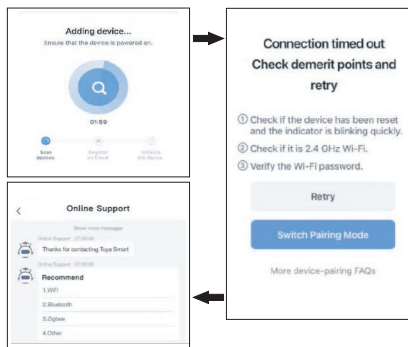 Adding device...
Ensure that the device is powered on.
01:59
Scan devices.
Register on Cloud.
Initialize the device.
Connection timed out
Check demerit points and
retry
① Check if the device has been reset
and the indicator is blinking quickly.
② Check if it is 2.4 GHz Wi-Fi.
③ Verify the Wi-Fi password.
Retry
Switch Pairing Mode
More device-pairing FAQs
Online Support
Show more messages
Online Support
Thanks for contacting Tuya Smart
Online Support
Recommend
1.WiFi
2.Bluetooth
3.Zigbee
4.Other